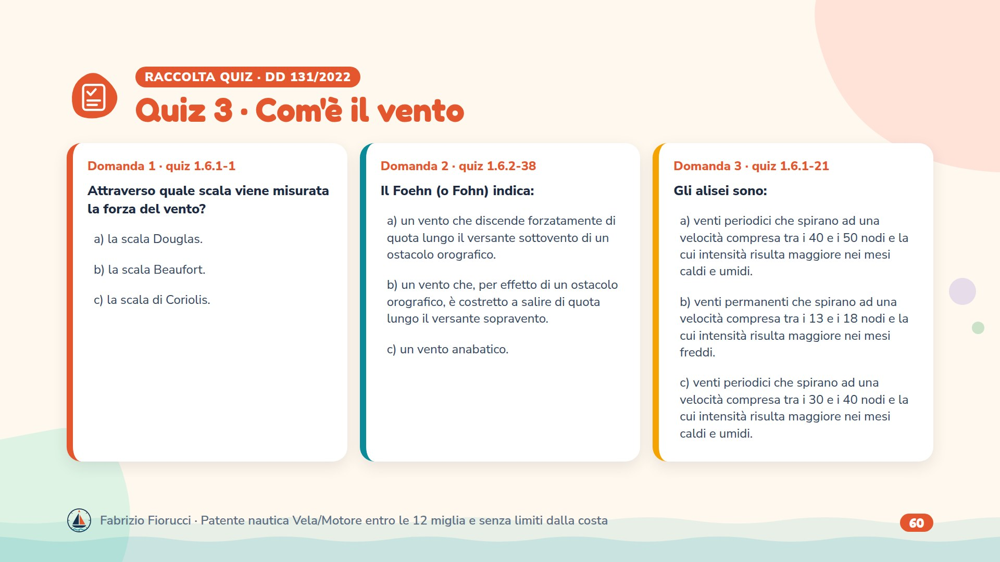 RACCOLTA QUIZ · DD 131/2022
Quiz 3 · Com'è il vento
Domanda 1 · quiz 1.6.1-1
Attraverso quale scala viene misurata
la forza del vento?
a) la scala Douglas.
b) la scala Beaufort.
c) la scala di Coriolis.
Domanda 2 · quiz 1.6.2-38
Il Foehn (o Fohn) indica:
a) un vento che discende forzatamente di
quota lungo il versante sottovento di un
ostacolo orografico.
b) un vento che, per effetto di un ostacolo
orografico, è costretto a salire di quota
lungo il versante sopravento.
c) un vento anabatico.
Domanda 3 · quiz 1.6.1-21
Gli alisei sono:
a) venti periodici che spirano ad una
velocità compresa tra i 40 e i 50 nodi e la
cui intensità risulta maggiore nei mesi
caldi e umidi.
b) venti permanenti che spirano ad una
velocità compresa tra i 13 e i 18 nodi e la
cui intensità risulta maggiore nei mesi
freddi.
c) venti periodici che spirano ad una
velocità compresa tra i 30 e i 40 nodi e la
cui intensità risulta maggiore nei mesi
caldi e umidi.
Fabrizio Fiorucci · Patente nautica Vela/Motore entro le 12 miglia e senza limiti dalla costa
60